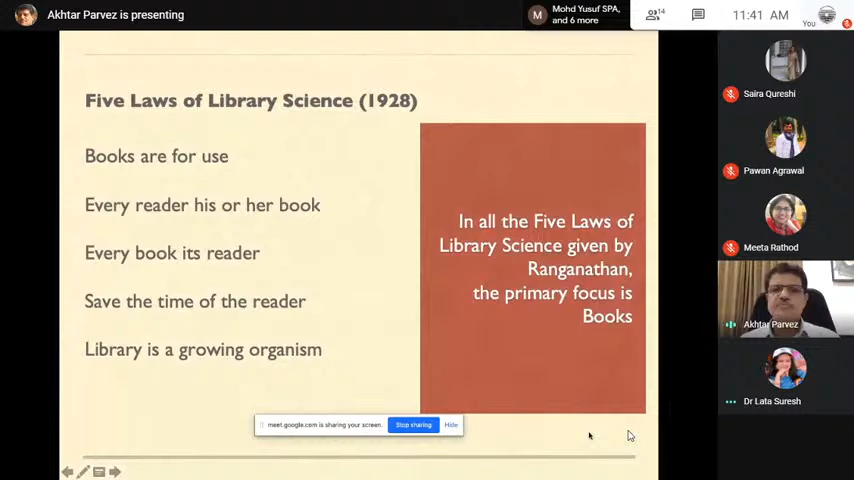 Akhtar Parvez is presenting
M
Mohd Yusuf SPA,
and 6 more
14
11:41 AM
You
Five Laws of Library Science (1928)
Books are for use
Every reader his or her book
Every book its reader
Save the time of the reader
Library is a growing organism
In all the Five Laws of
Library Science given by
Ranganathan,
the primary focus is
Books
meet.google.com is sharing your screen.
Stop sharing
Hide
Saira Qureshi
Pawan Agrawal
Meeta Rathod
Akhtar Parvez
Dr Lata Suresh